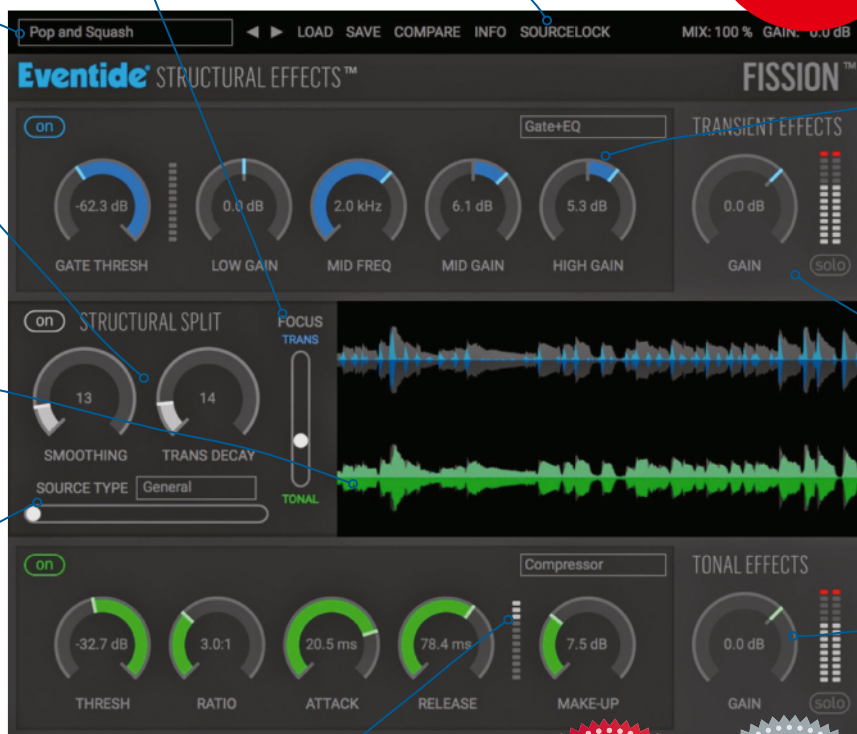 Pop and Squash ◀ ▶ LOAD SAVE COMPARE INFO SOURCELOCK MIX: 100 % GAIN: 0.0 dB
Eventide® STRUCTURAL EFFECTS™ FISSION™
on Gate+EQ TRANSIENT EFFECTS
-62.3 dB 0.0 dB 2.0 kHz 6.1 dB 5.3 dB 0.0 dB
GATE THRESH LOW GAIN MID FREQ MID GAIN HIGH GAIN GAIN solo
on STRUCTURAL SPLIT FOCUS
TRANS
13 14
SMOOTHING TRANS DECAY
SOURCE TYPE General
TONAL
on Compressor TONAL EFFECTS
-32.7 dB 3.0:1 20.5 ms 78.4 ms 7.5 dB 0.0 dB
THRESH RATIO ATTACK RELEASE MAKE-UP GAIN solo